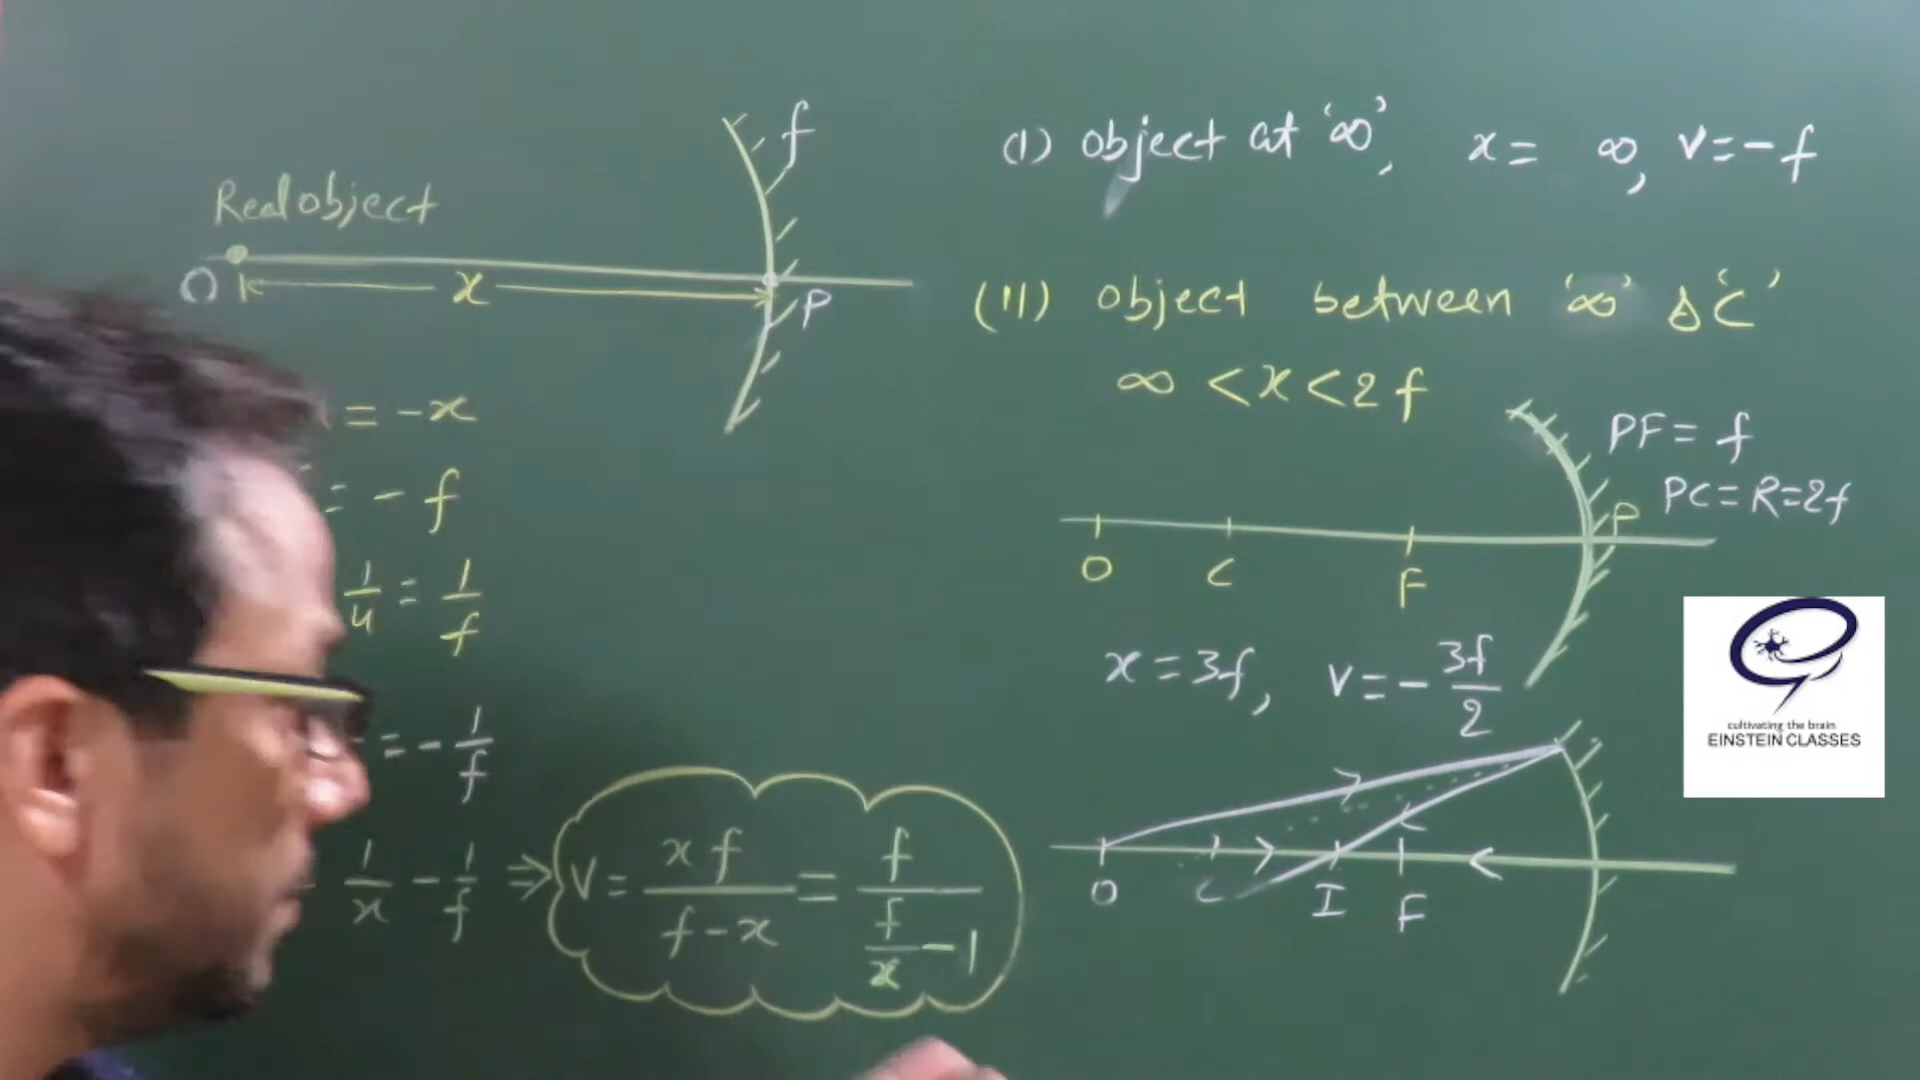 f
Real object
O
x
P
= -x
= - f
1/u = 1/f
= - 1/f
1/x - 1/f ⇒ v = xf/(f-x) = f/(f/x - 1)
(I) object at '∞', x = ∞, v = - f
(II) object between '∞' & 'C'
∞ < x < 2f
PF = f
PC = R = 2f
P
O C F
x = 3f, v = - 3f/2
O C I F
cultivating the brain
EINSTEIN CLASSES